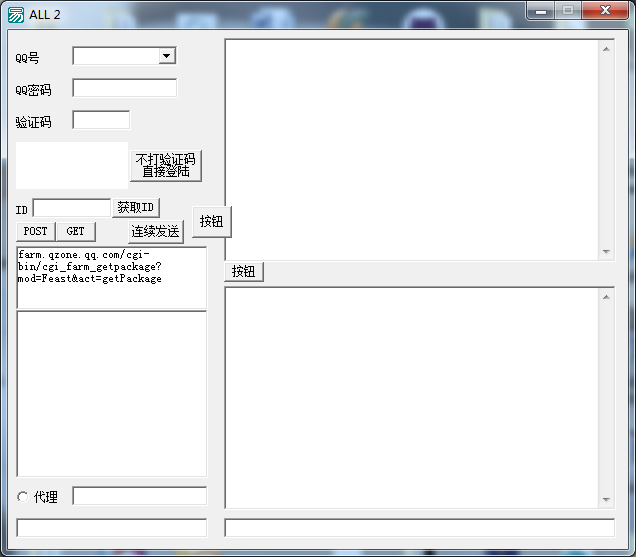 ALL 2
QQ号
QQ密码
验证码
不打验证码
直接登陆
ID
获取ID
POST
GET
连续发送
按钮
farm.qzone.qq.com/cgi-
bin/cgi_farm_getpackage?
mod=Feast&act=getPackage
按钮
代理